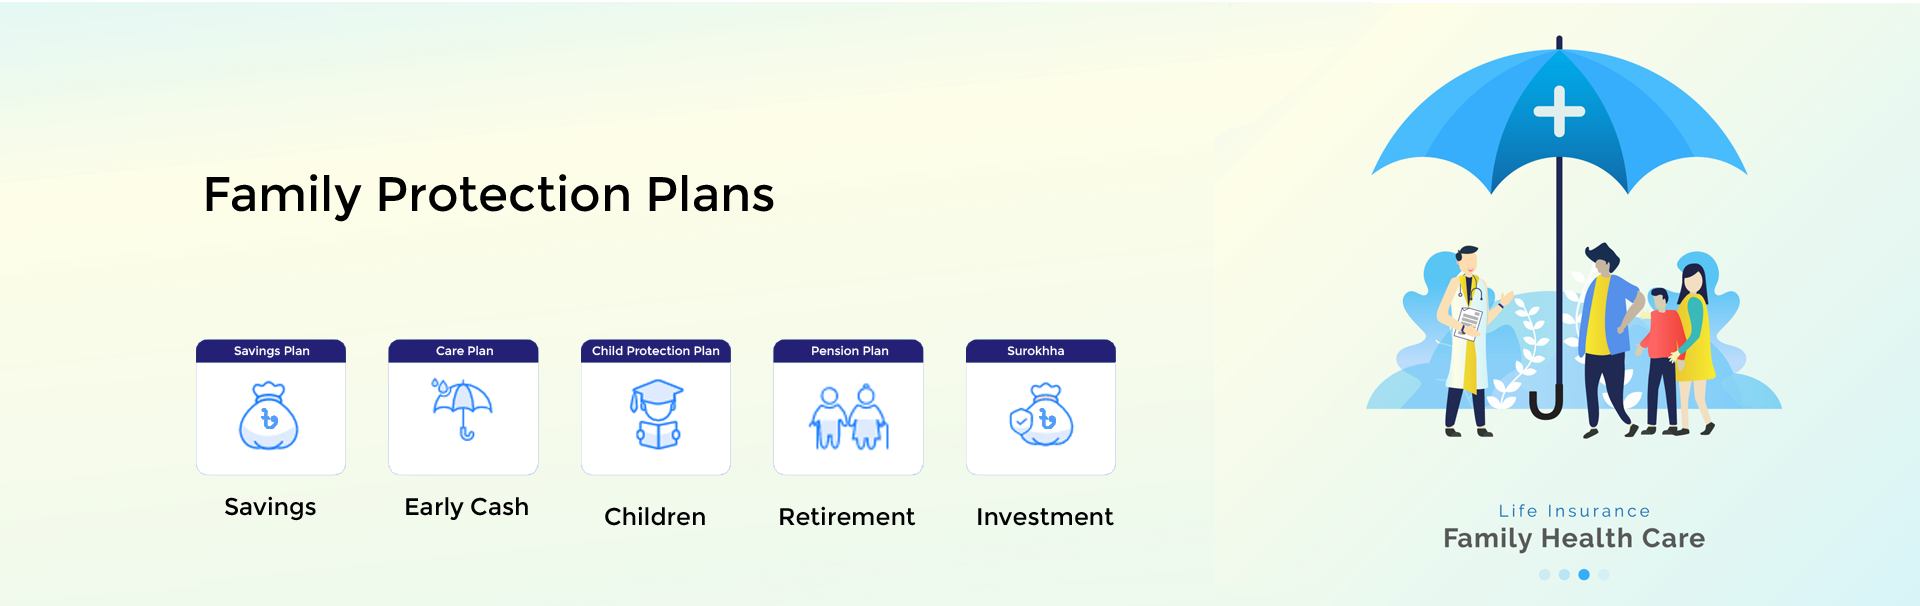 Family Protection Plans
Savings Plan
৳
Savings
Care Plan
Early Cash
Child Protection Plan
Children
Pension Plan
Retirement
Surokhha
৳
Investment
Life Insurance
Family Health Care